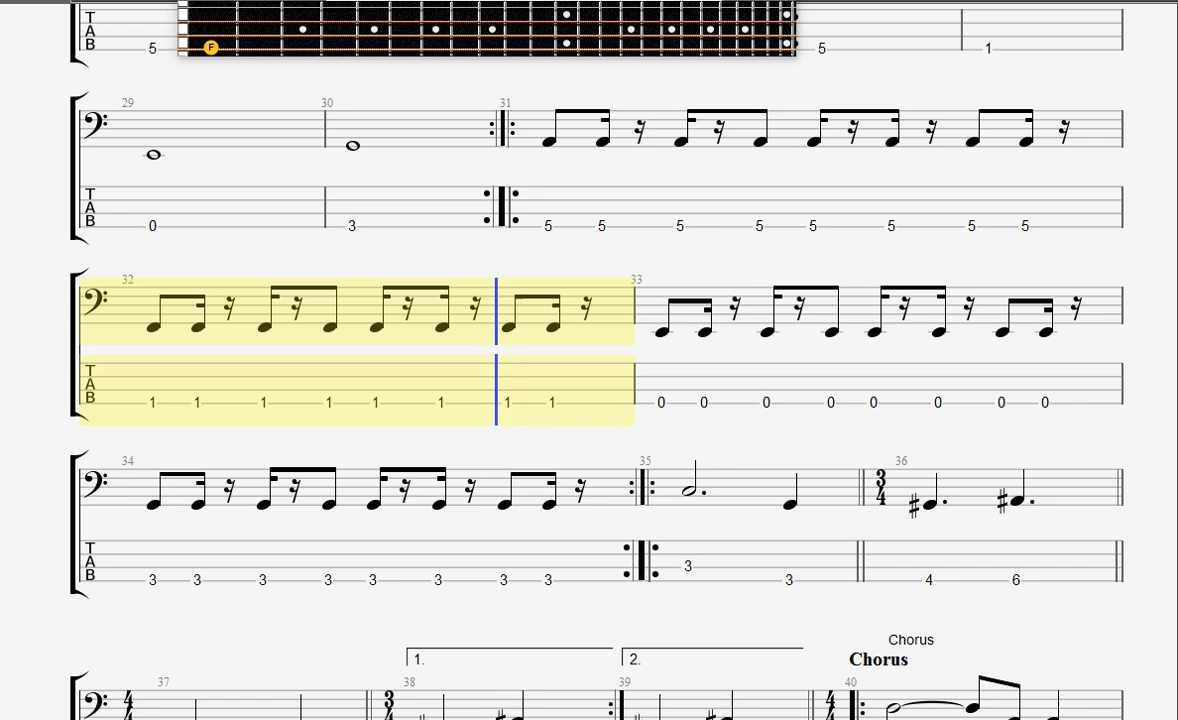 T
A
B 5 F 5 1
29 30 31
T
A
B 0 3 5 5 5 5 5 5 5 5
32 33
T
A
B 1 1 1 1 1 1 1 1 0 0 0 0 0 0 0 0
34 35 36
3
4
T
A
B 3 3 3 3 3 3 3 3 3 3 4 6
Chorus
1. 2. Chorus
37 38 39 40
4 3 4
4 4 4